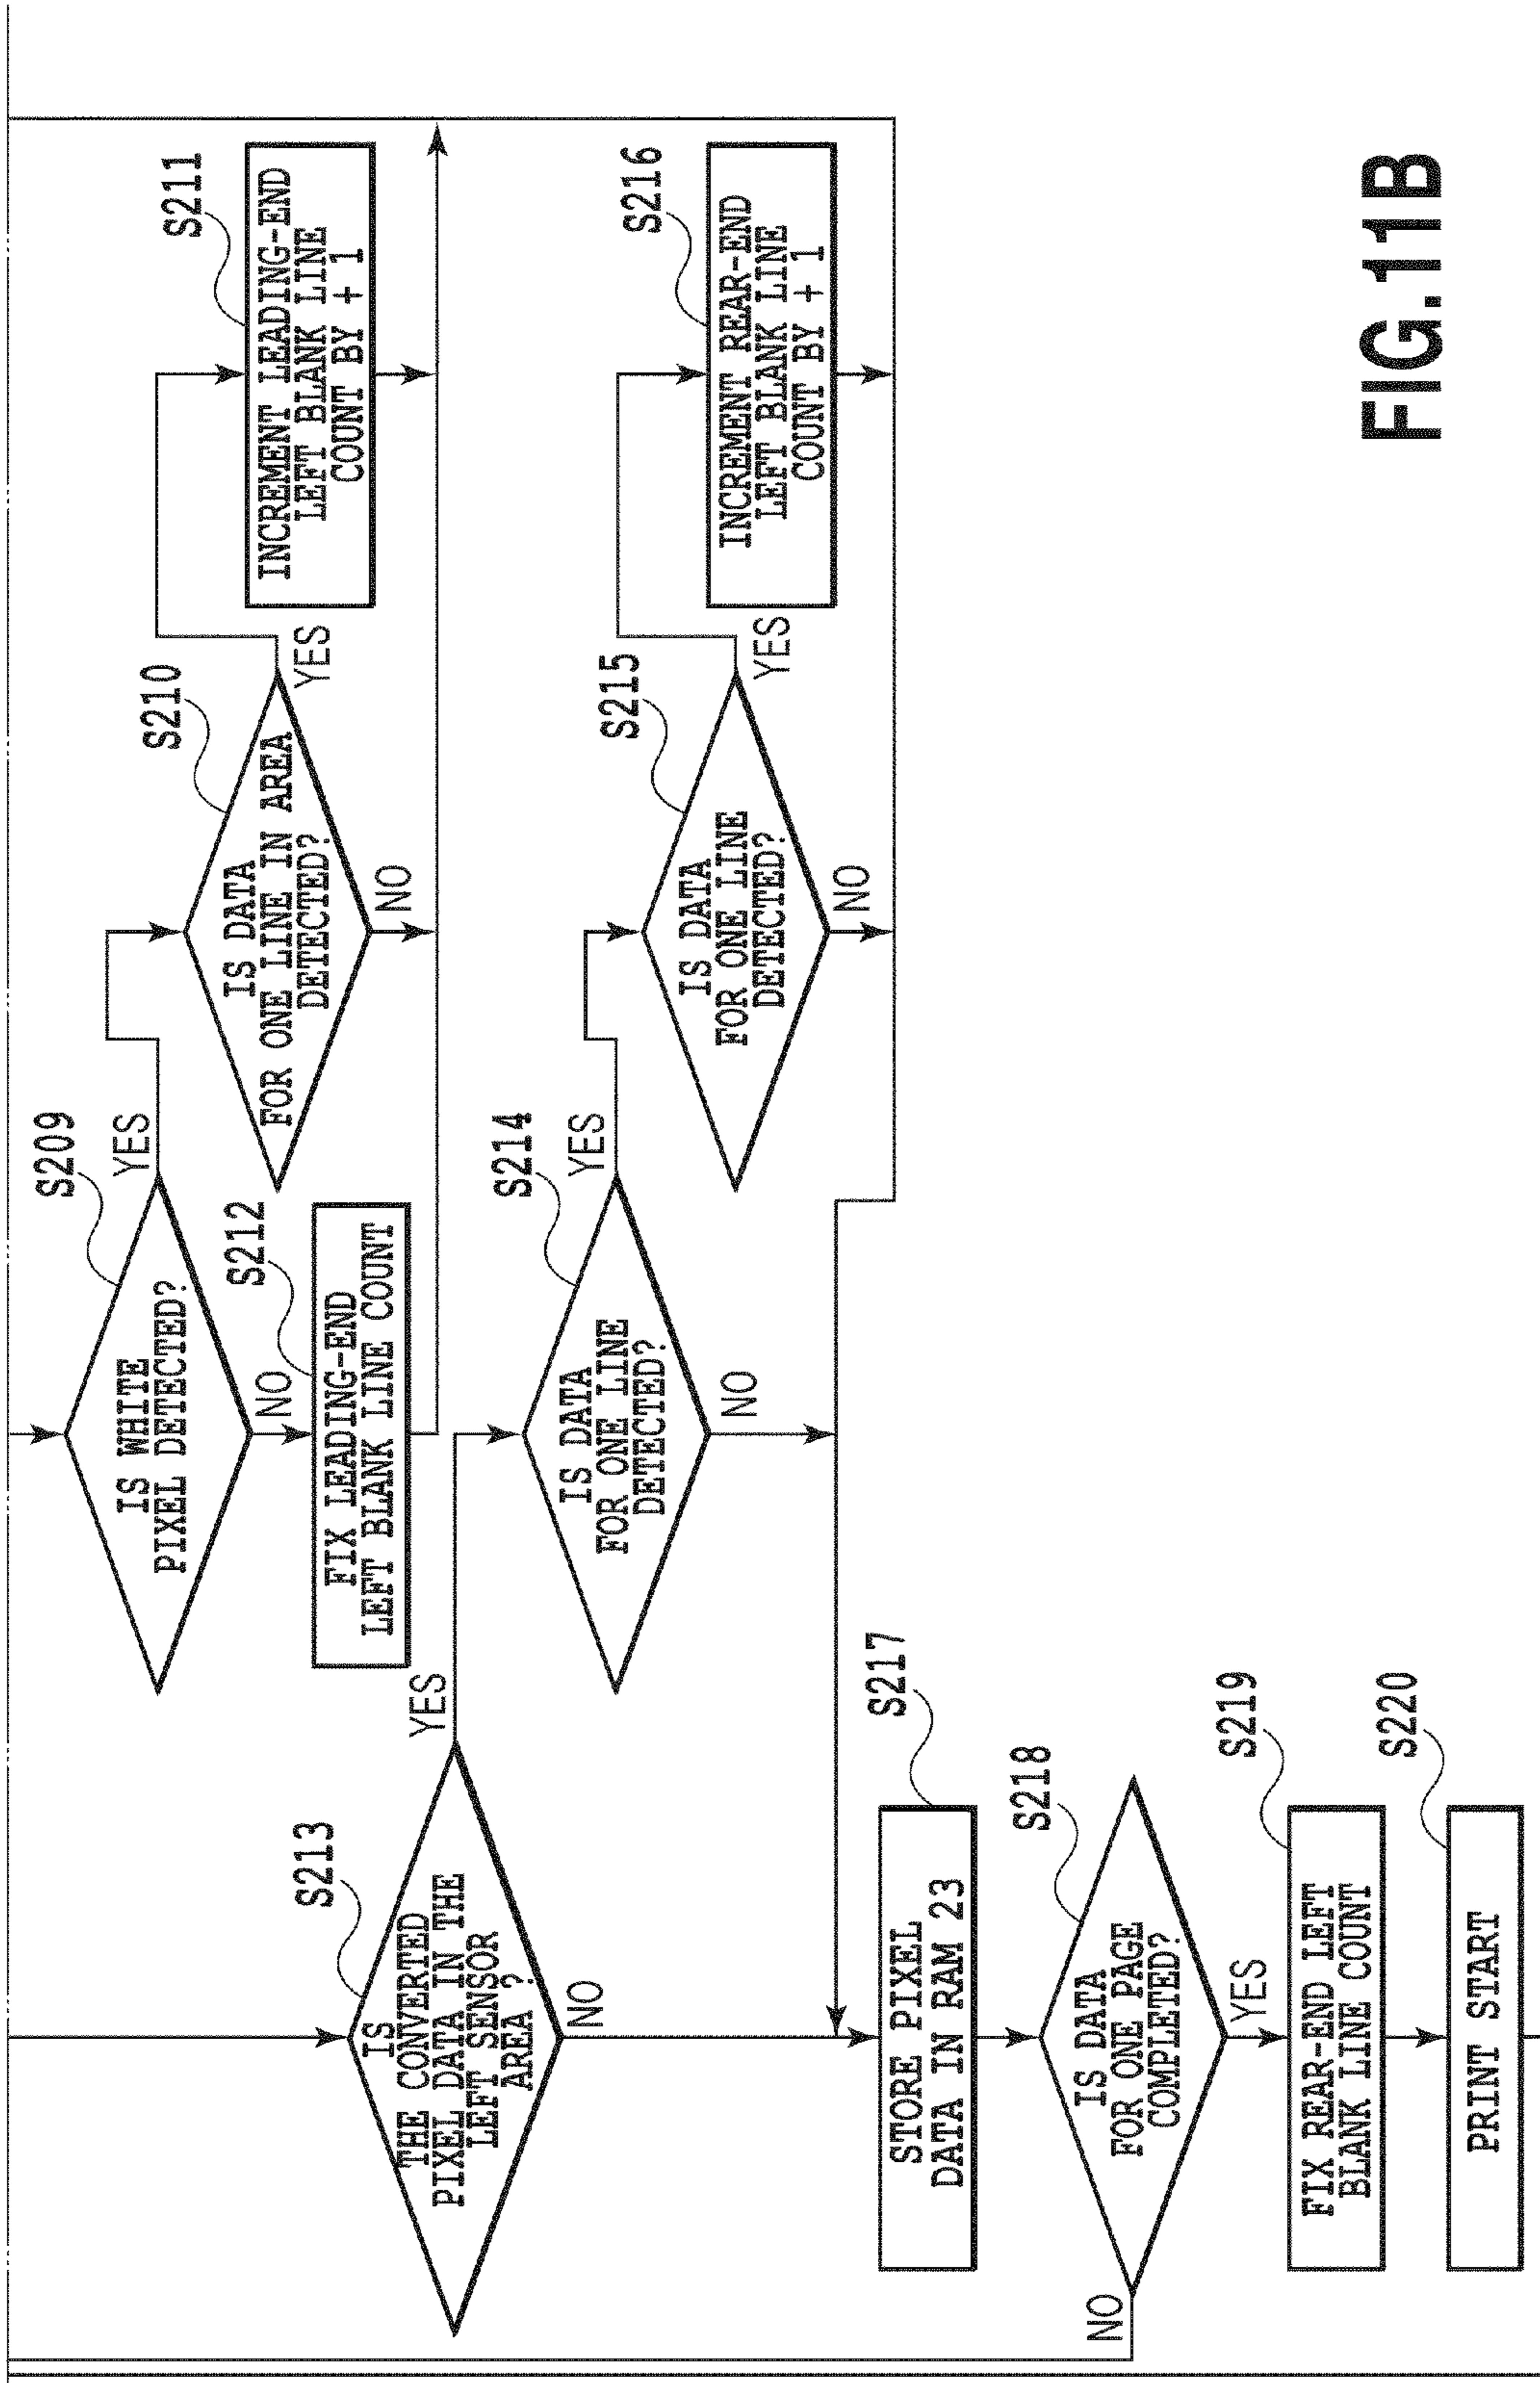 S209
IS WHITE
PIXEL DETECTED?
YES
NO
S210
IS DATA
FOR ONE LINE IN AREA
DETECTED?
YES
NO
S211
INCREMENT LEADING-END
LEFT BLANK LINE
COUNT BY + 1
S212
FIX LEADING-END
LEFT BLANK LINE COUNT
S213
IS
THE CONVERTED
PIXEL DATA IN THE
LEFT SENSOR
AREA ?
YES
NO
S214
IS DATA
FOR ONE LINE
DETECTED?
YES
NO
S215
IS DATA
FOR ONE LINE
DETECTED?
YES
NO
S216
INCREMENT REAR-END
LEFT BLANK LINE
COUNT BY + 1
S217
STORE PIXEL
DATA IN RAM 23
S218
IS DATA
FOR ONE PAGE
COMPLETED?
NO
YES
S219
FIX REAR-END LEFT
BLANK LINE COUNT
S220
PRINT START
FIG.11B